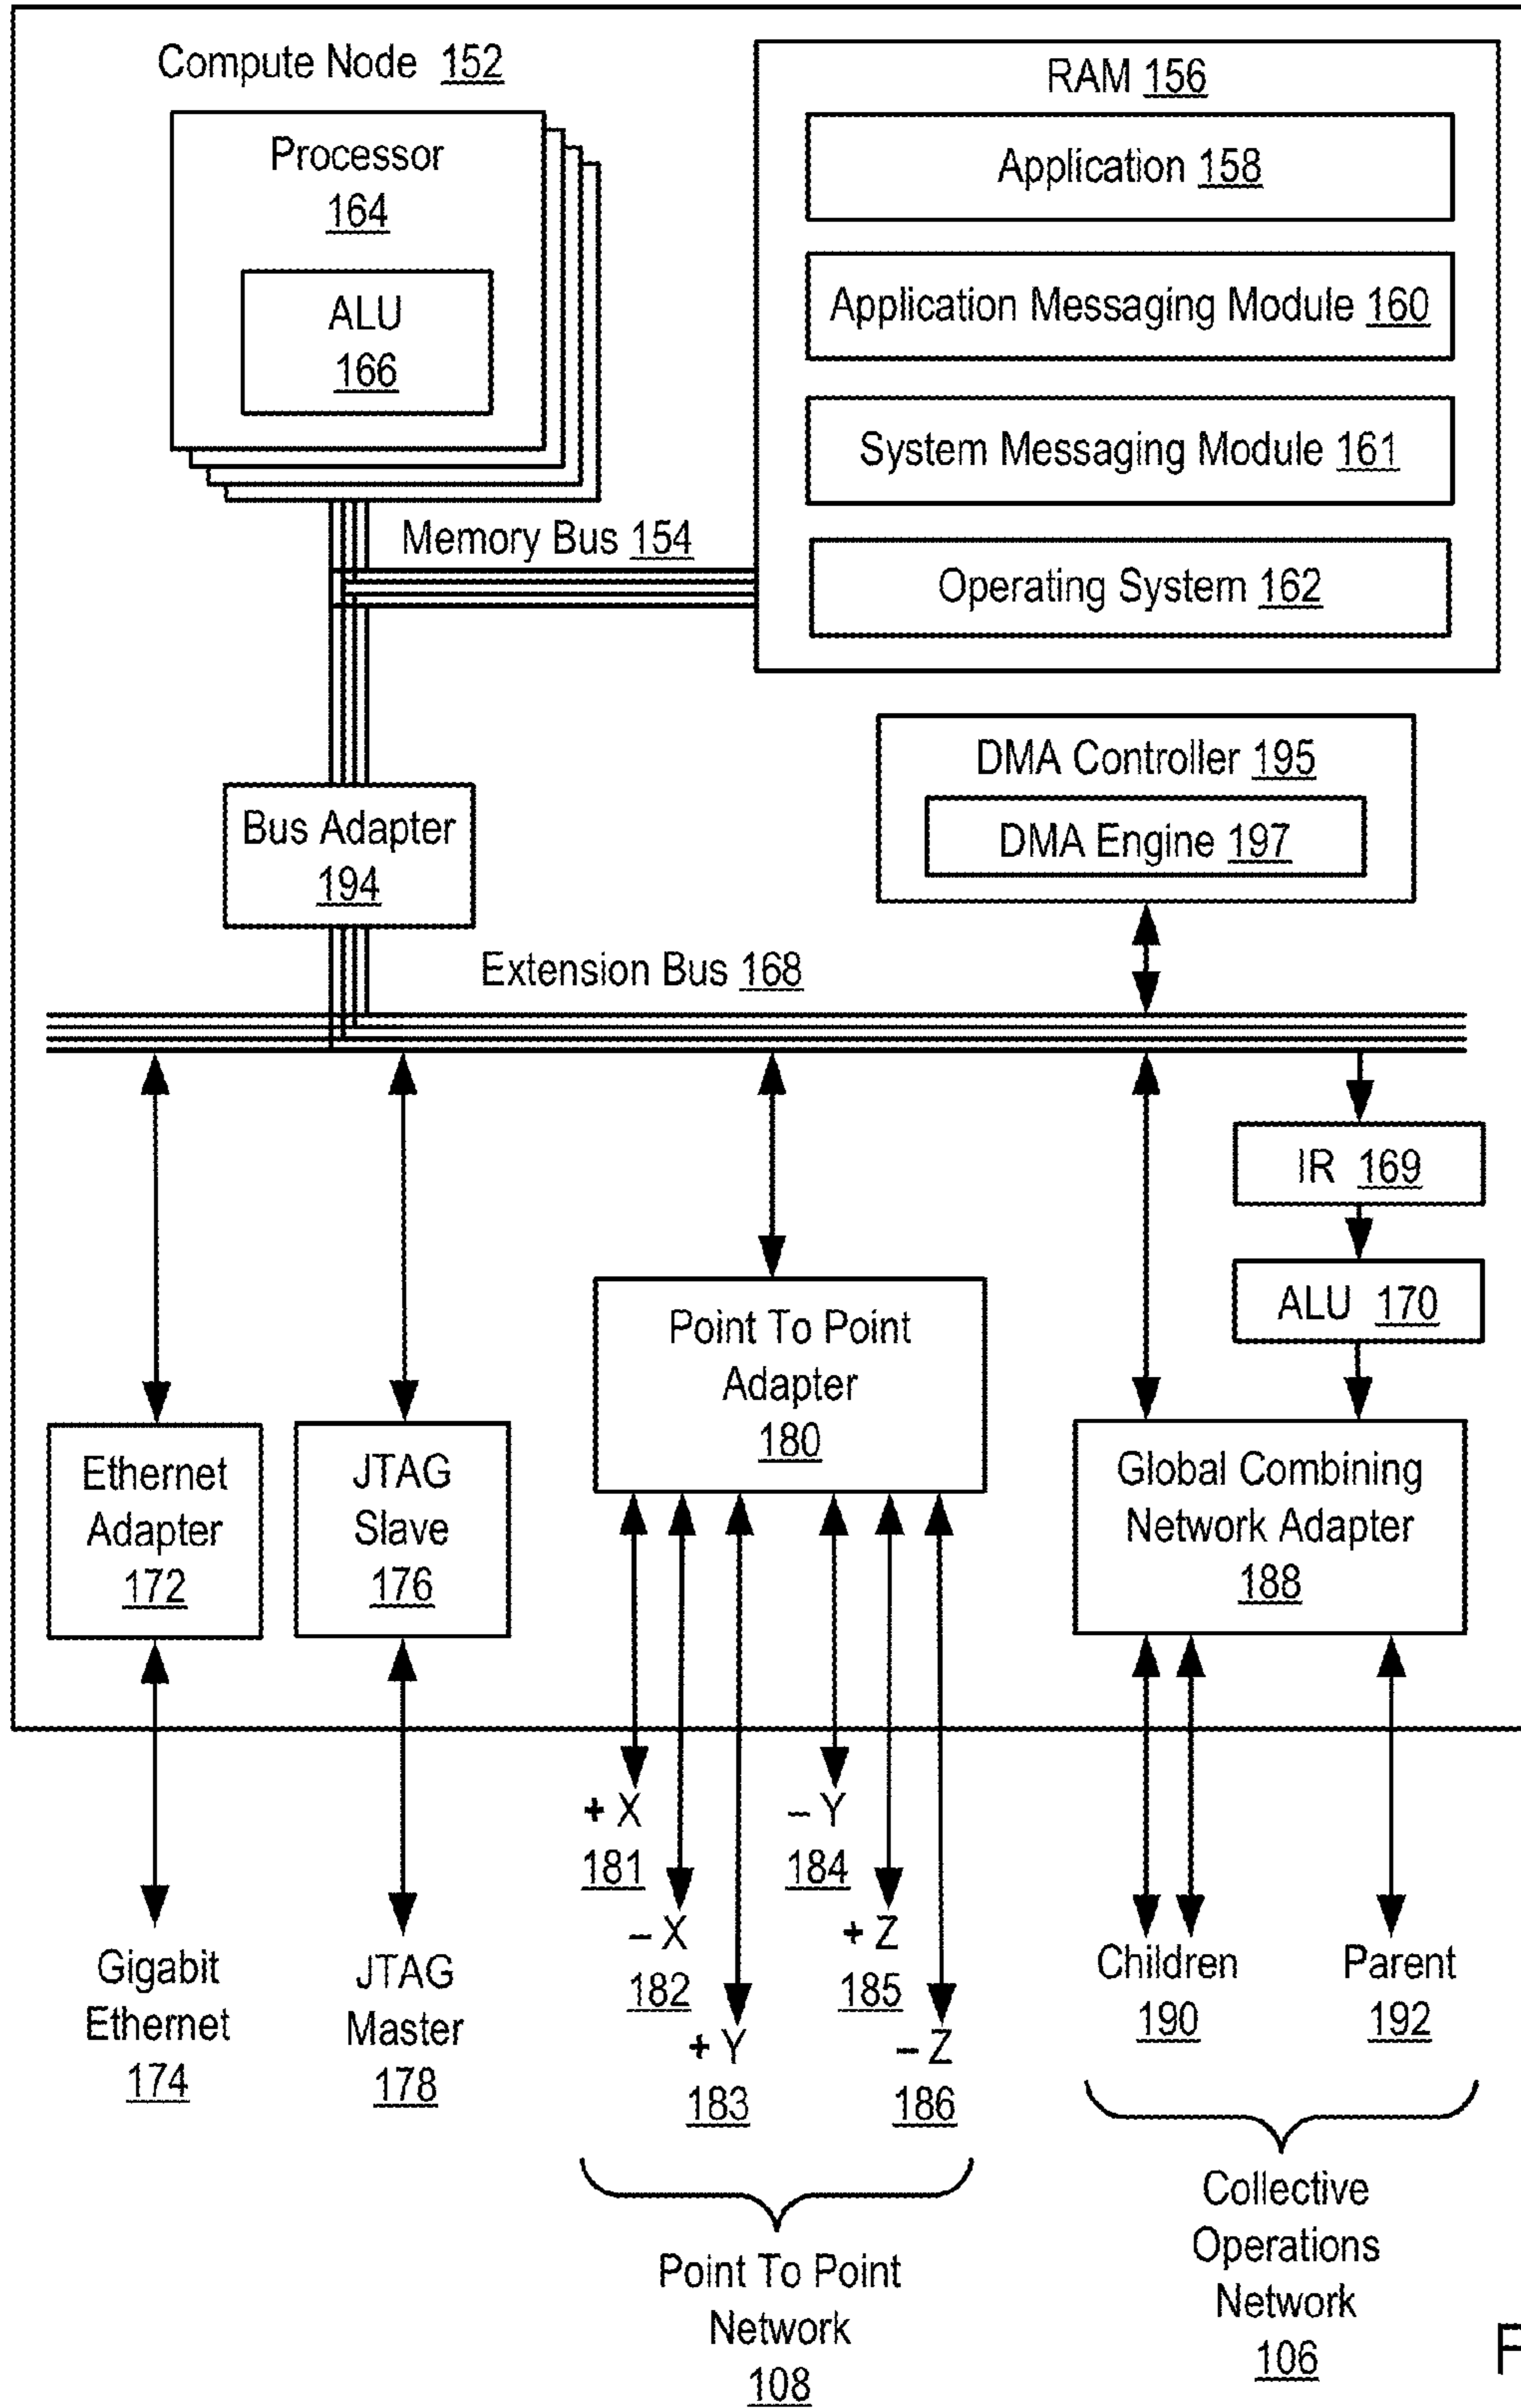 Compute Node 152
Processor
164
ALU
166
RAM 156
Application 158
Application Messaging Module 160
System Messaging Module 161
Operating System 162
Memory Bus 154
DMA Controller 195
DMA Engine 197
Bus Adapter
194
Extension Bus 168
IR 169
ALU 170
Point To Point
Adapter
180
Ethernet
Adapter
172
JTAG
Slave
176
Global Combining
Network Adapter
188
+ X
181
– X
182
+ Y
183
– Y
184
+ Z
185
– Z
186
Gigabit
Ethernet
174
JTAG
Master
178
Children
190
Parent
192
Point To Point
Network
108
Collective
Operations
Network
106
F